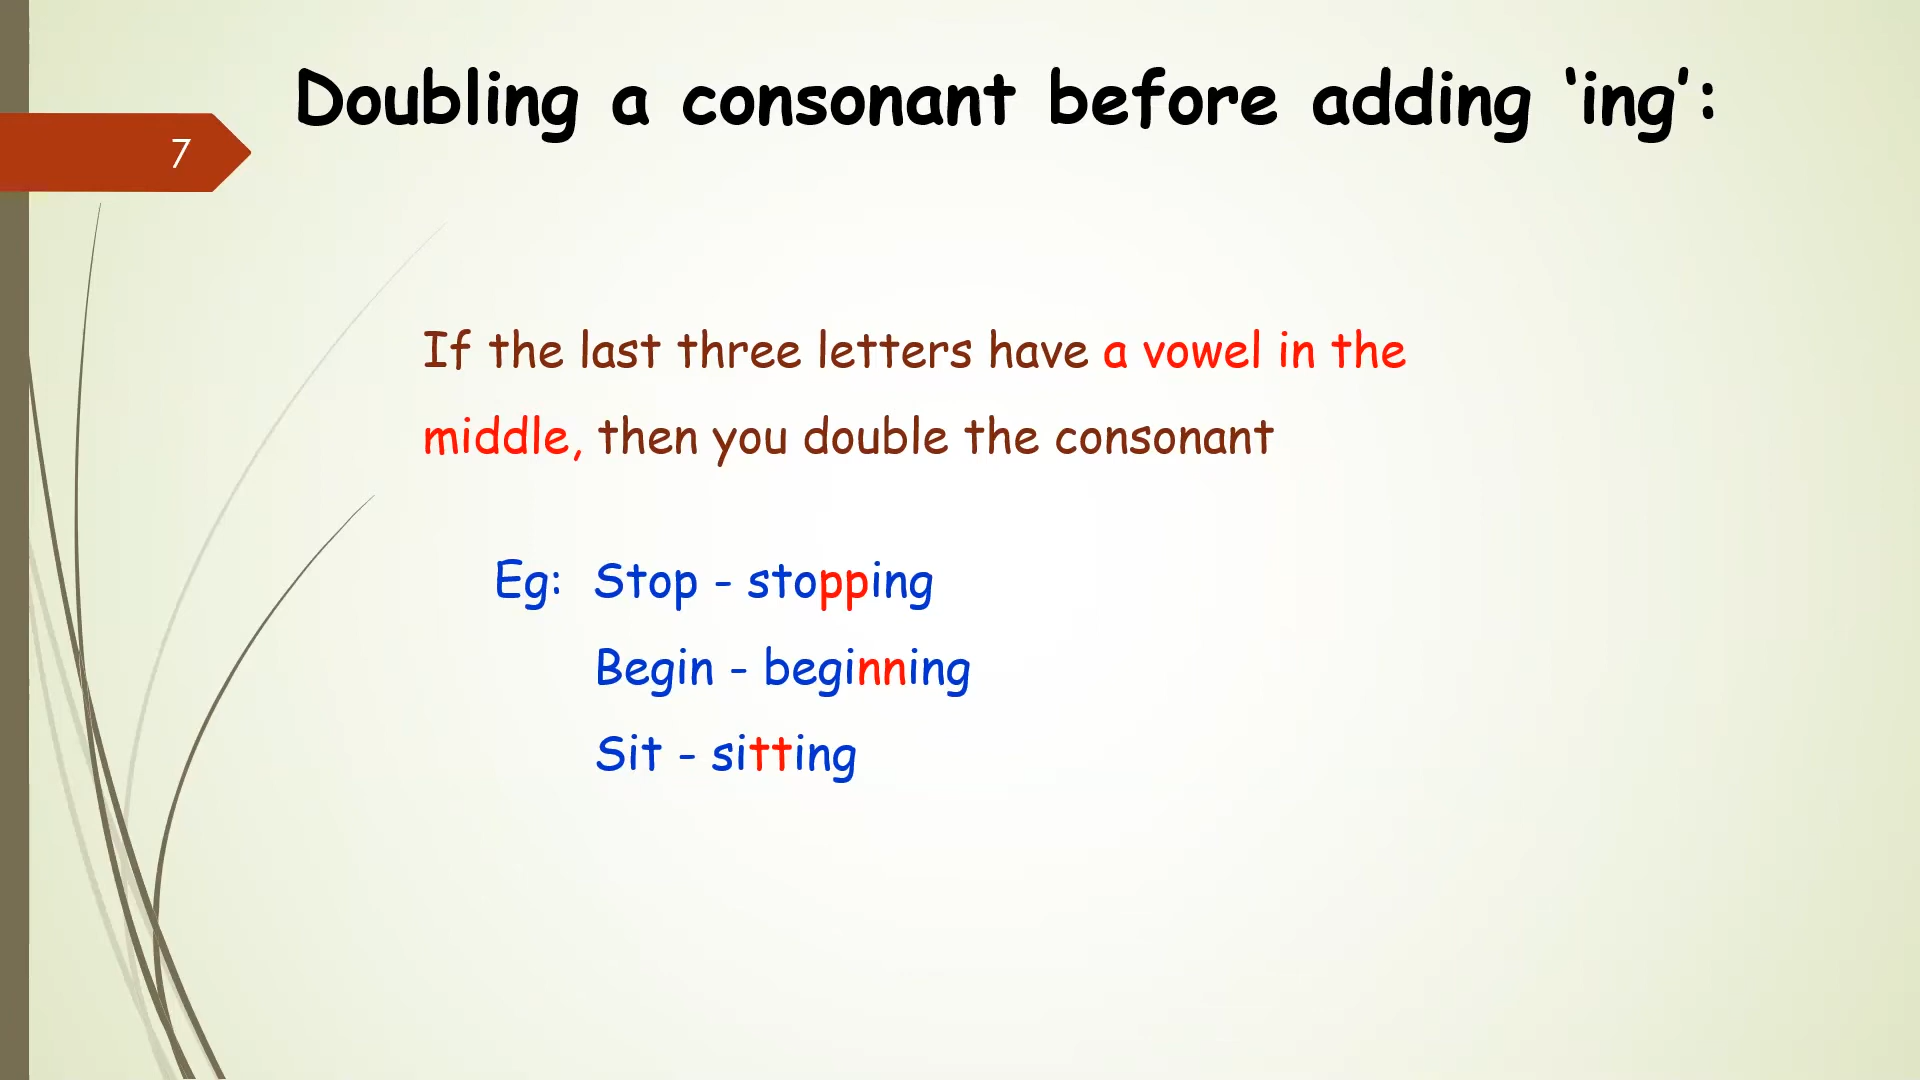 Doubling a consonant before adding ‘ing’:
7
If the last three letters have a vowel in the
middle, then you double the consonant
Eg: Stop - stopping
Begin - beginning
Sit - sitting